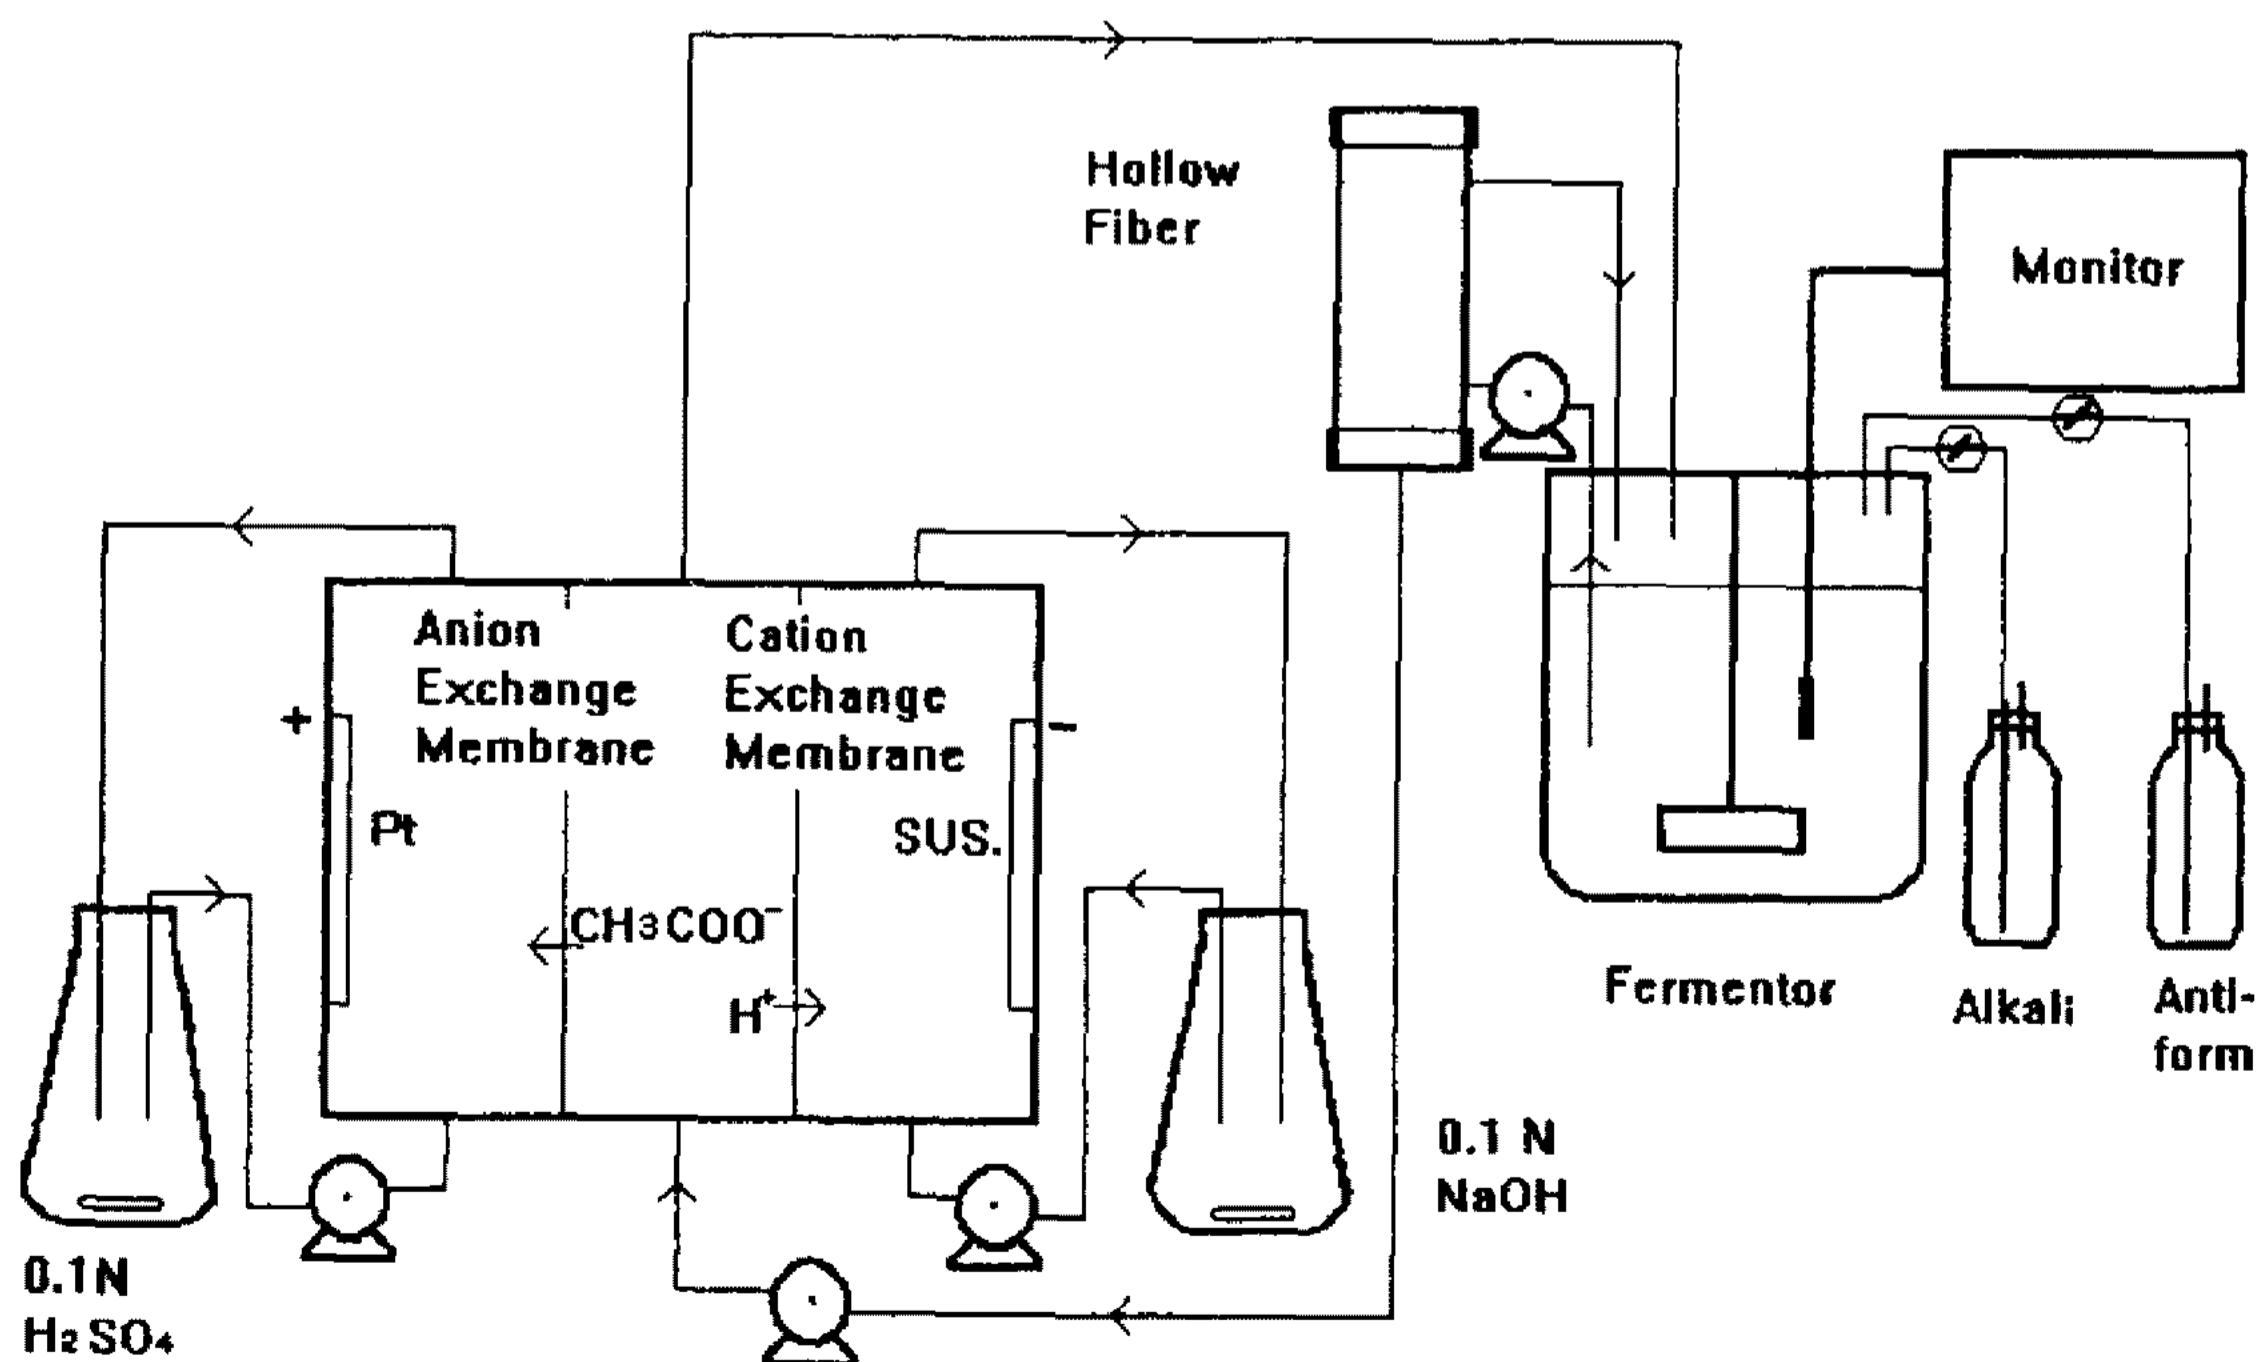 Hollow
Fiber
Monitor
Anion
Exchange
Membrane
Cation
Exchange
Membrane
+
-
Pt
SUS.
CH3COO-
H+
Fermentor
Alkali
Anti-
form
0.1 N
NaOH
0.1N
H2SO4